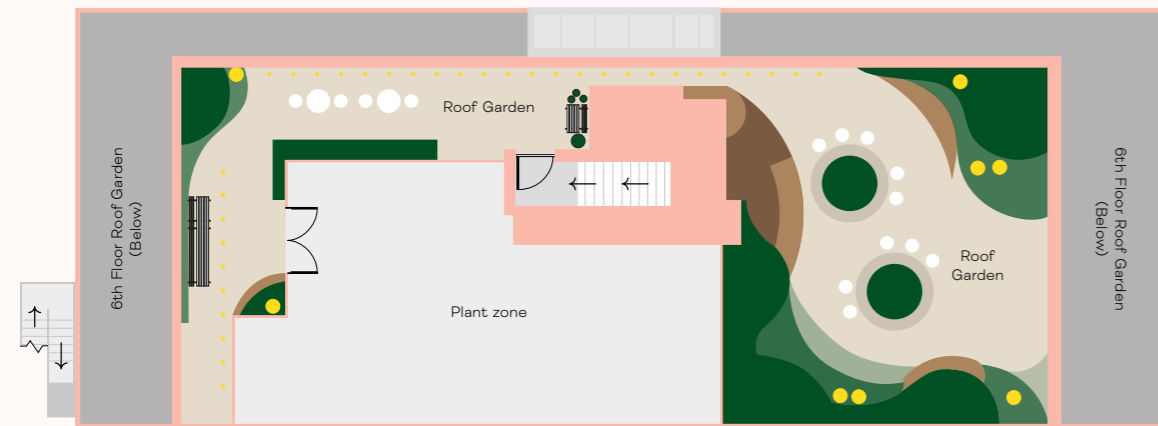 Roof Garden
6th Floor Roof Garden
(Below)
6th Floor Roof Garden
(Below)
Roof
Garden
Plant zone